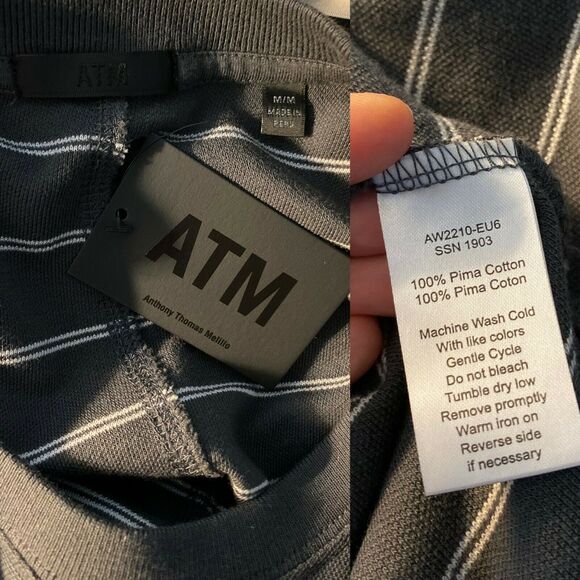 ATM
M/M
MADE IN
PERU
ATM
Anthony Thomas Melillo
AW2210-EU6
SSN 1903
100% Pima Cotton
100% Pima Coton
Machine Wash Cold
With like colors
Gentle Cycle
Do not bleach
Tumble dry low
Remove promptly
Warm iron on
Reverse side
if necessary